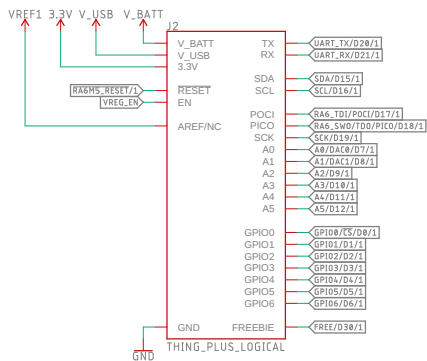 VREF1 3.3V V_USB V_BATT
J2
V_BATT TX UART_TX/D20/1
V_USB RX UART_RX/D21/1
3.3V
SDA SDA/D15/1
RA6M5_RESET/1 RESET SCL SCL/D16/1
VREG_EN EN
POCI RA6_TDI/POCI/D17/1
AREF/NC PICO RA6_SWO/TDO/PICO/D18/1
SCK SCK/D19/1
A0 A0/DAC0/D7/1
A1 A1/DAC1/D8/1
A2 A2/D9/1
A3 A3/D10/1
A4 A4/D11/1
A5 A5/D12/1
GPIO0 GPIO0/CS/D0/1
GPIO1 GPIO1/D1/1
GPIO2 GPIO2/D2/1
GPIO3 GPIO3/D3/1
GPIO4 GPIO4/D4/1
GPIO5 GPIO5/D5/1
GPIO6 GPIO6/D6/1
GND FREEBIE FREE/D30/1
THING_PLUS_LOGICAL
GND